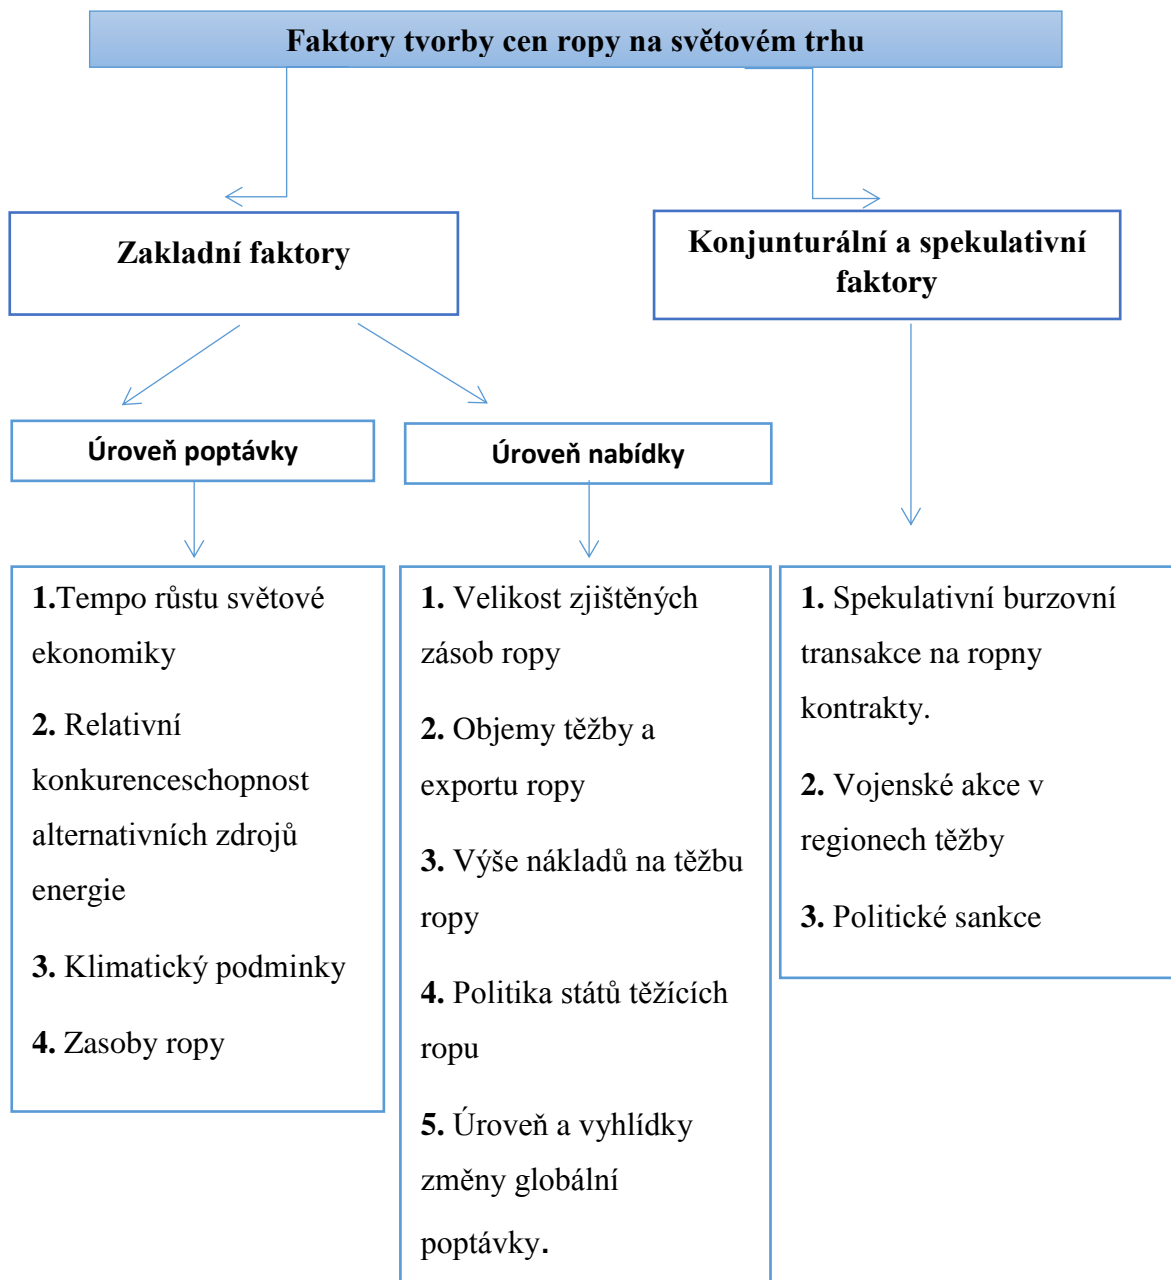 Faktory tvorby cen ropy na světovém trhu
Zakladní faktory
Konjunturální a spekulativní
faktory
Úroveň poptávky
Úroveň nabídky
1.Tempo růstu světové
ekonomiky
2. Relativní
konkurenceschopnost
alternativních zdrojů
energie
3. Klimatický podminky
4. Zasoby ropy
1. Velikost zjištěných
zásob ropy
2. Objemy těžby a
exportu ropy
3. Výše nákladů na těžbu
ropy
4. Politika států těžících
ropu
5. Úroveň a vyhlídky
změny globální
poptávky.
1. Spekulativní burzovní
transakce na ropny
kontrakty.
2. Vojenské akce v
regionech těžby
3. Politické sankce